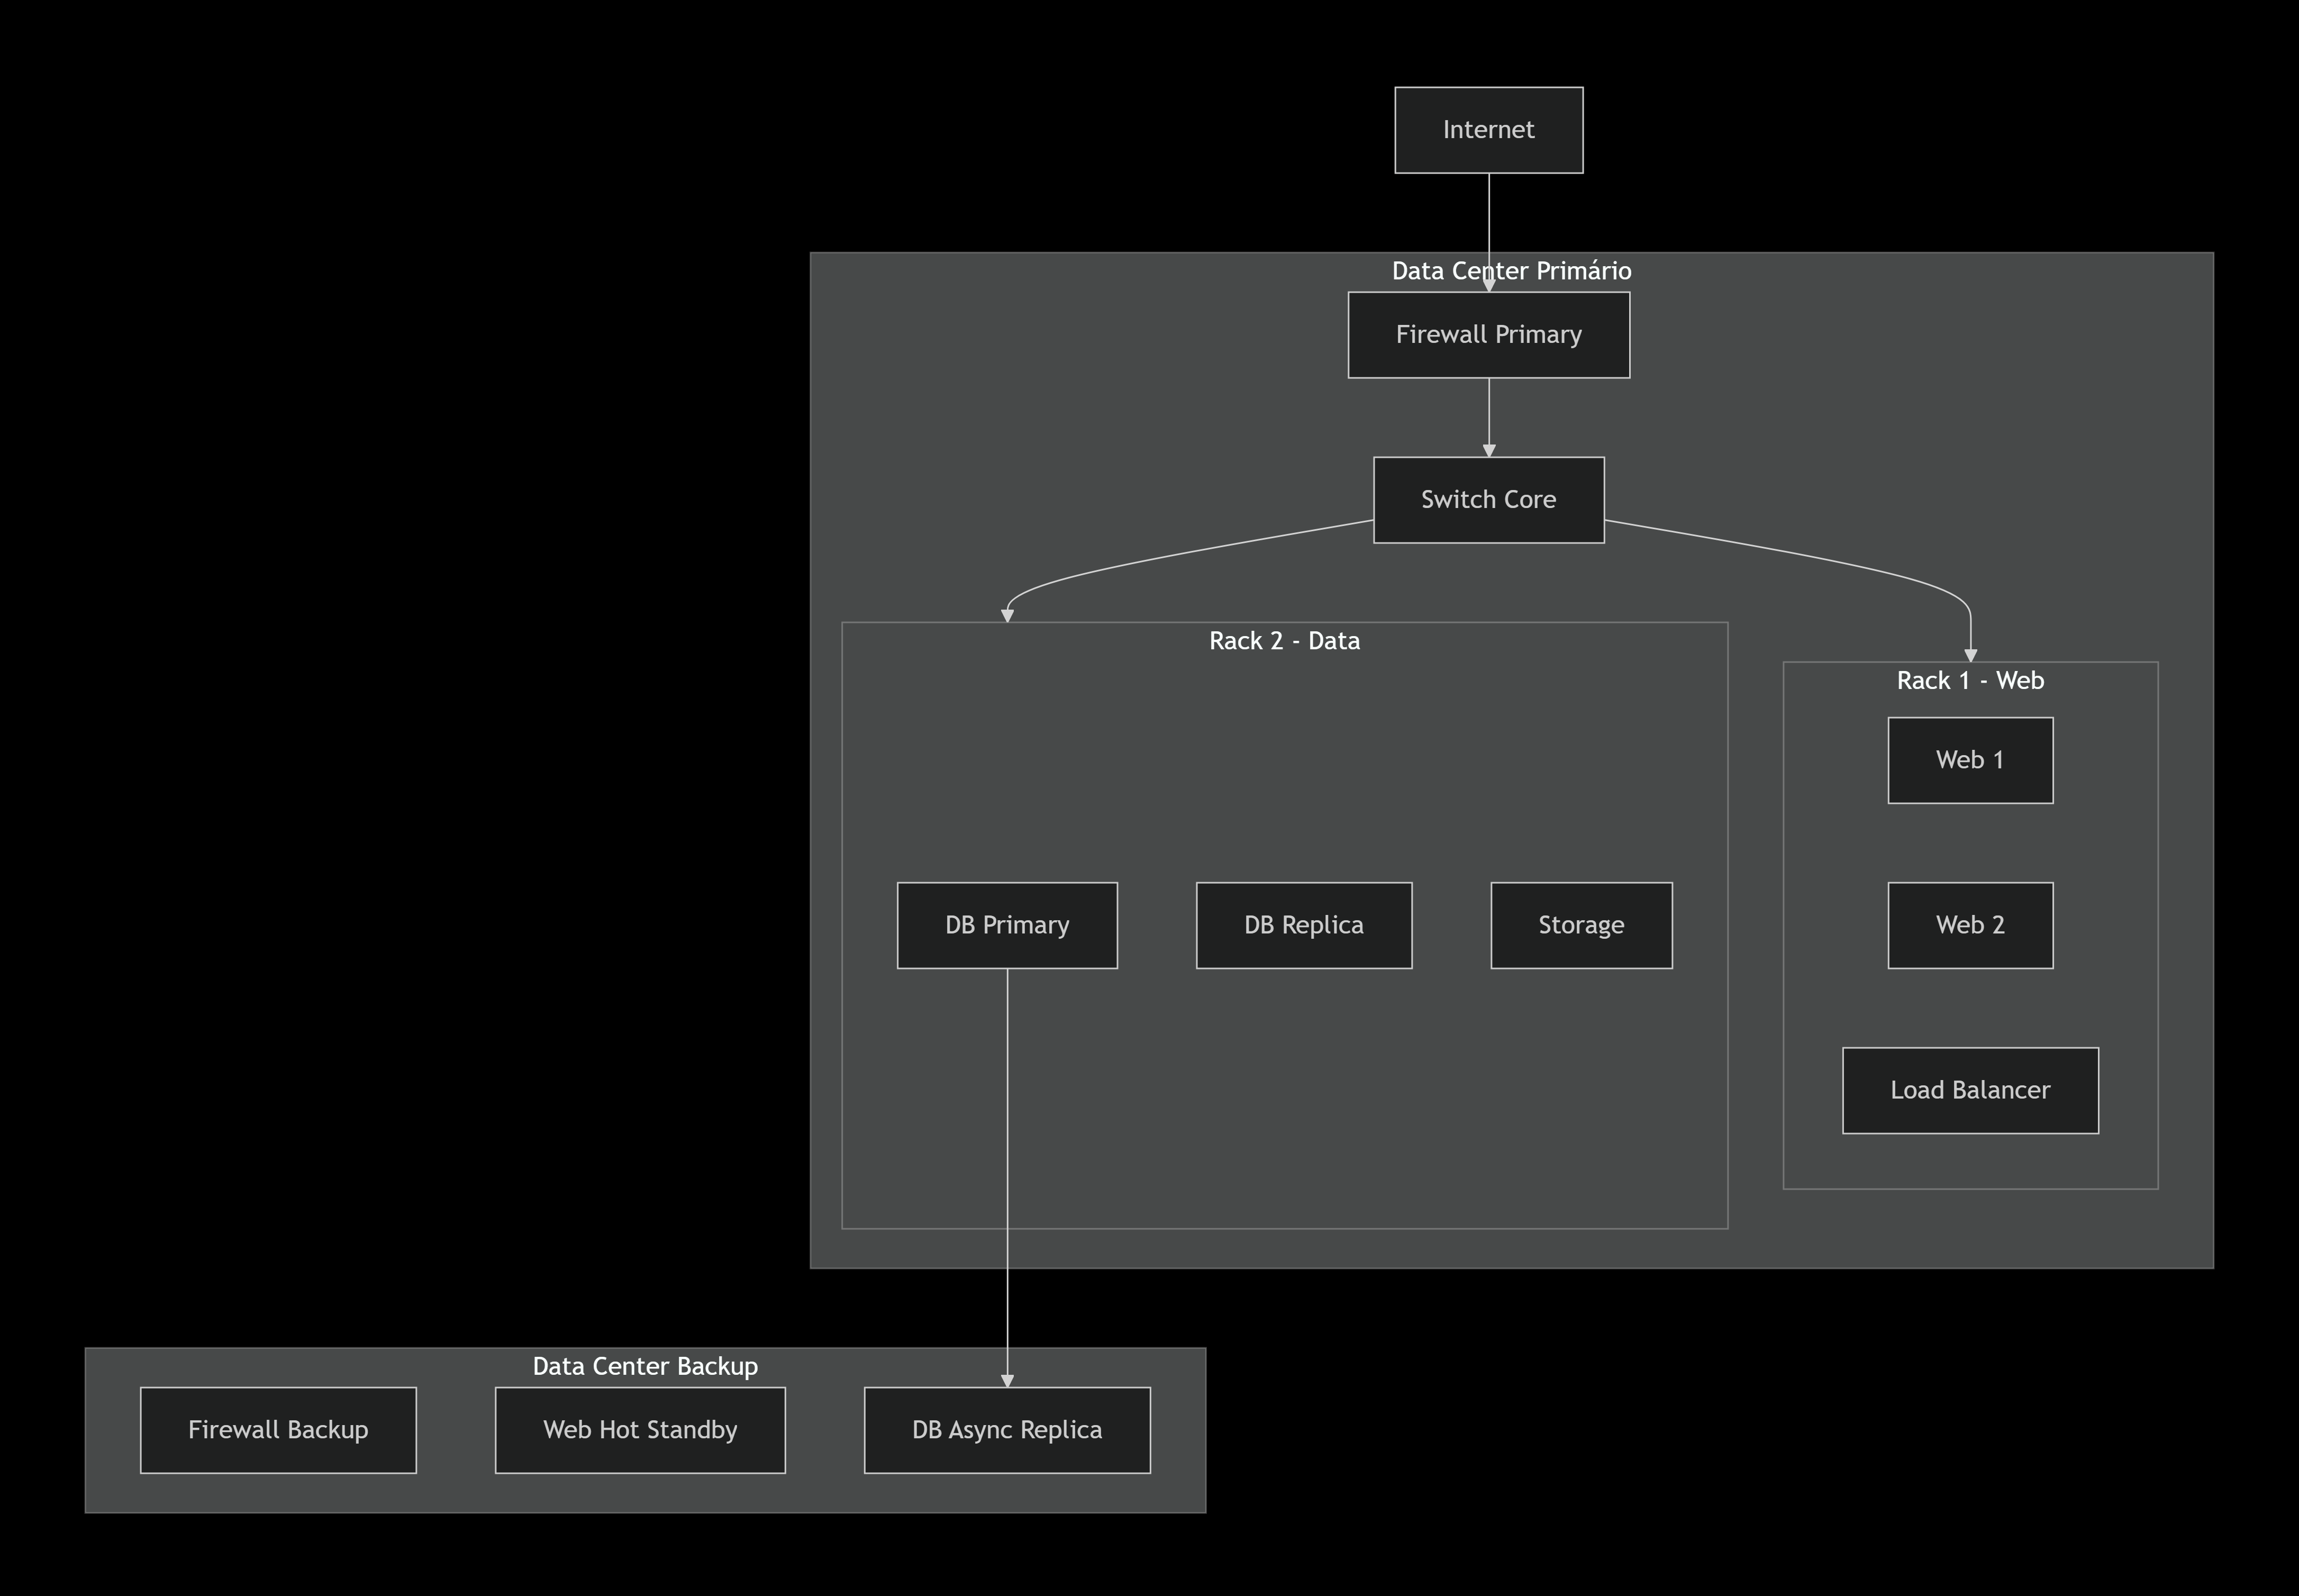 Internet
Data Center Primário
Firewall Primary
Switch Core
Rack 2 - Data
Rack 1 - Web
Web 1
DB Primary
DB Replica
Storage
Web 2
Load Balancer
Data Center Backup
Firewall Backup
Web Hot Standby
DB Async Replica